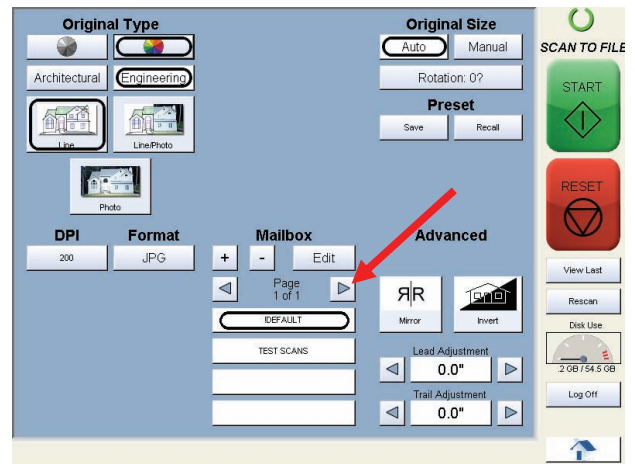 Original Type
Architectural
Engineering
Line
Line/Photo
Photo
DPI
200
Format
JPG
Mailbox
+
-
Edit
Page
1 of 1
!DEFAULT
TEST SCANS
Original Size
Auto
Manual
Rotation: 0?
Preset
Save
Recall
Advanced
Я|R
Mirror
Invert
Lead Adjustment
0.0"
Trail Adjustment
0.0"
SCAN TO FILE
START
RESET
View Last
Rescan
Disk Use
.2 GB / 54.5 GB
Log Off